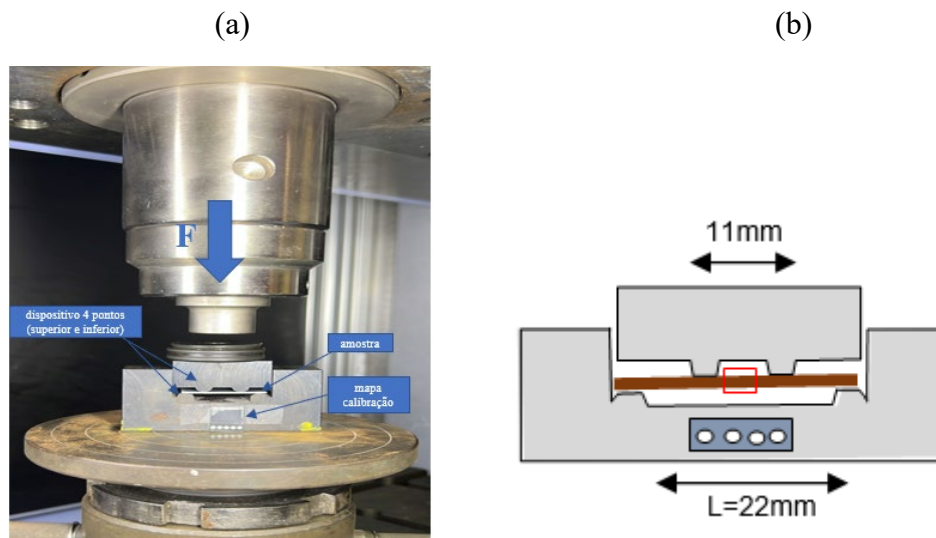 (a)
(b)
F
dispositivo 4 pontos
(superior e inferior)
amostra
mapa
calibração
11mm
L=22mm